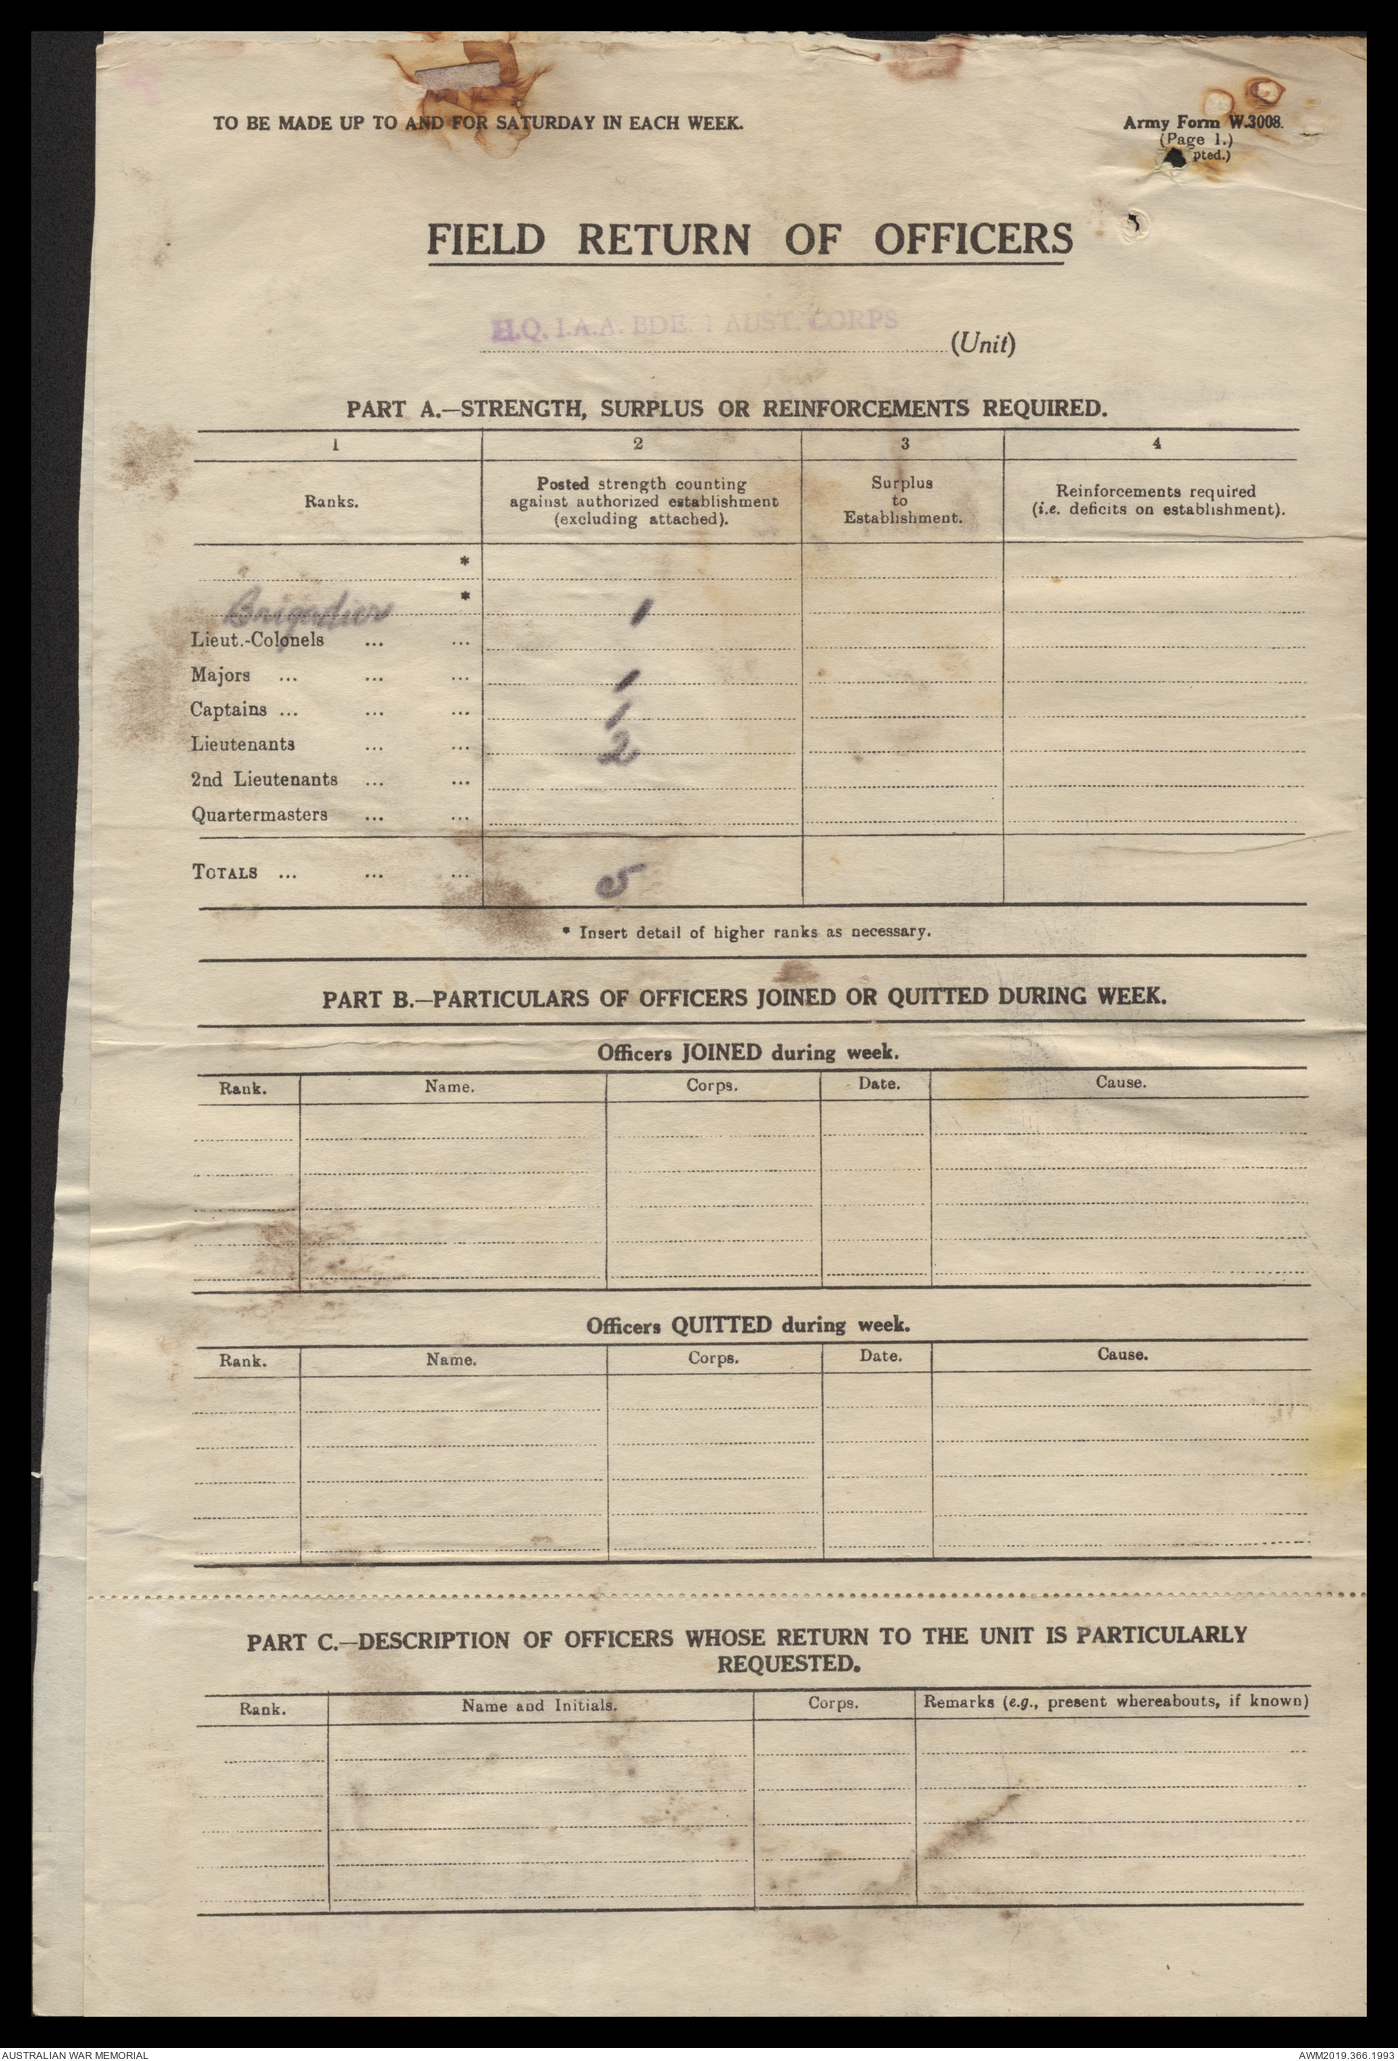 TO BE MADE UP TO AND FOR SATURDAY IN EACH WEEK.
Army Form W.3008.
(Page 1.)
pted.)
FIELD RETURN OF OFFICERS
H.Q. 1.A.A. BDE. 1 AUST. CORPS
(Unit)
PART A.—STRENGTH, SURPLUS OR REINFORCEMENTS REQUIRED.
1 2 3 4
Ranks. Posted strength counting against authorized establishment (excluding attached). Surplus to Establishment. Reinforcements required (i.e. deficits on establishment).
*
Brigadier * 1
Lieut.-Colonels ... ...
Majors ... ... ... 1
Captains ... ... ... 1
Lieutenants ... ... 2
2nd Lieutenants ... ...
Quartermasters ... ...
TOTALS ... ... ... 5
* Insert detail of higher ranks as necessary.
PART B.—PARTICULARS OF OFFICERS JOINED OR QUITTED DURING WEEK.
Officers JOINED during week.
Rank. Name. Corps. Date. Cause.
Officers QUITTED during week.
Rank. Name. Corps. Date. Cause.
PART C.—DESCRIPTION OF OFFICERS WHOSE RETURN TO THE UNIT IS PARTICULARLY
REQUESTED.
Rank. Name and Initials. Corps. Remarks (e.g., present whereabouts, if known)
AUSTRALIAN WAR MEMORIAL
AWM2019.366.1993